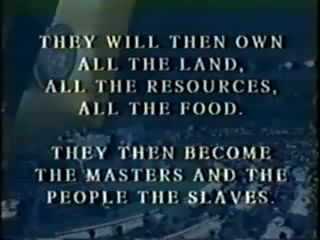 THEY WILL THEN OWN
ALL THE LAND,
ALL THE RESOURCES,
ALL THE FOOD.
THEY THEN BECOME
THE MASTERS AND THE
PEOPLE THE SLAVES.